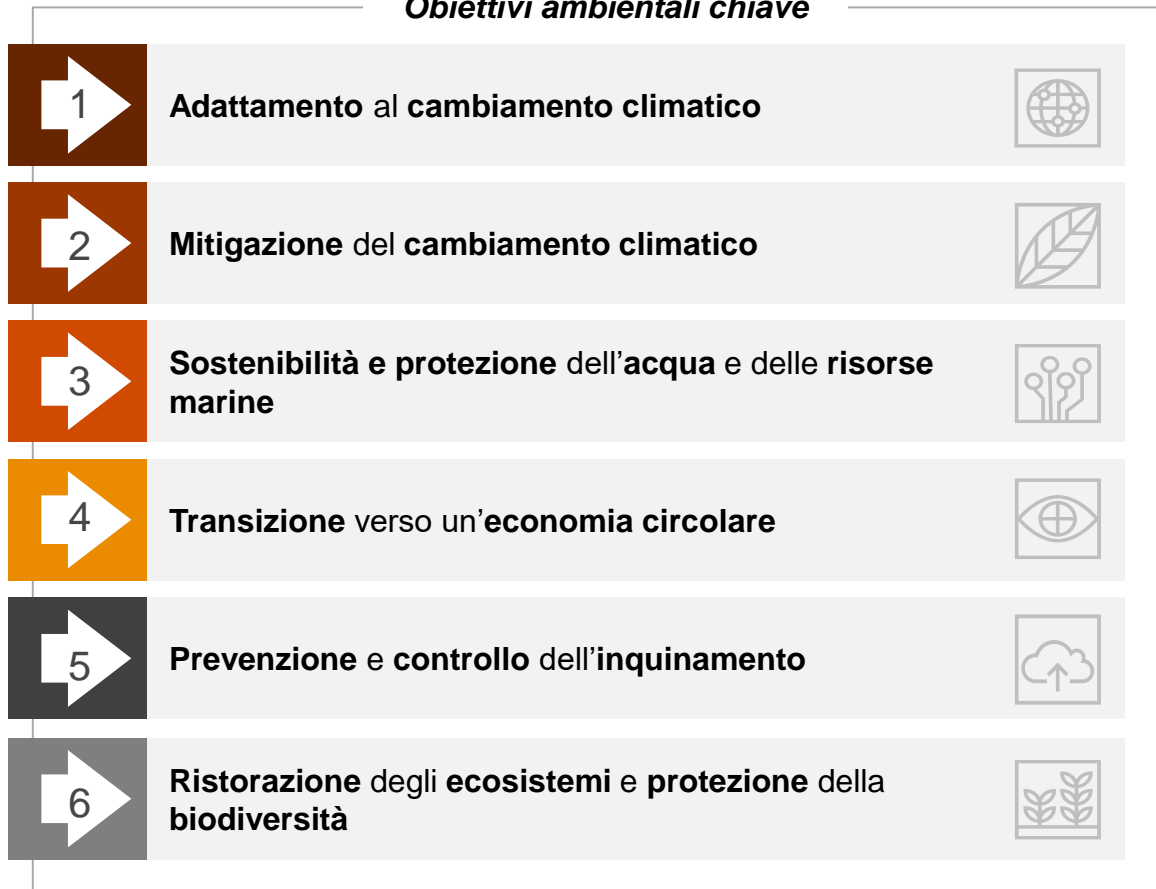 Obiettivi ambientali chiave
1
Adattamento al cambiamento climatico
2
Mitigazione del cambiamento climatico
3
Sostenibilità e protezione dell'acqua e delle risorse
marine
4
Transizione verso un'economia circolare
5
Prevenzione e controllo dell'inquinamento
6
Ristorazione degli ecosistemi e protezione della
biodiversità